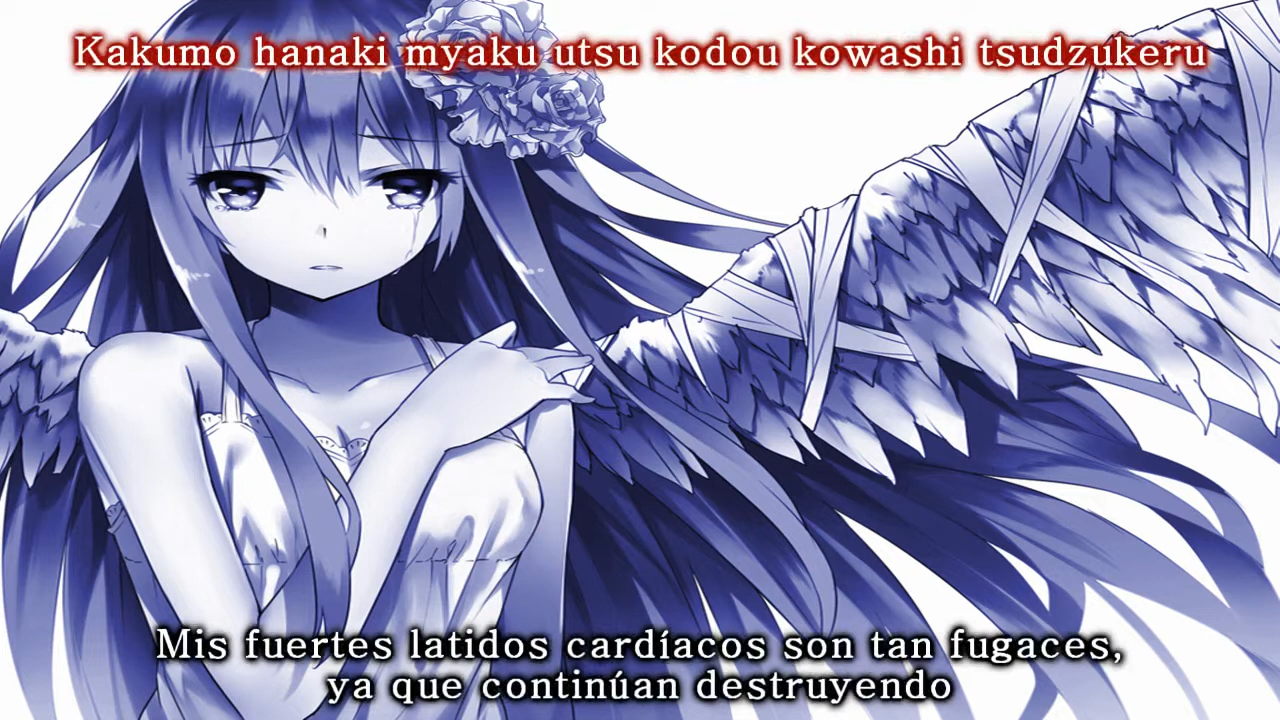 Kakumo hanaki myaku utsu kodou kowashi tsudzukeru
Mis fuertes latidos cardíacos son tan fugaces,
ya que continúan destruyendo